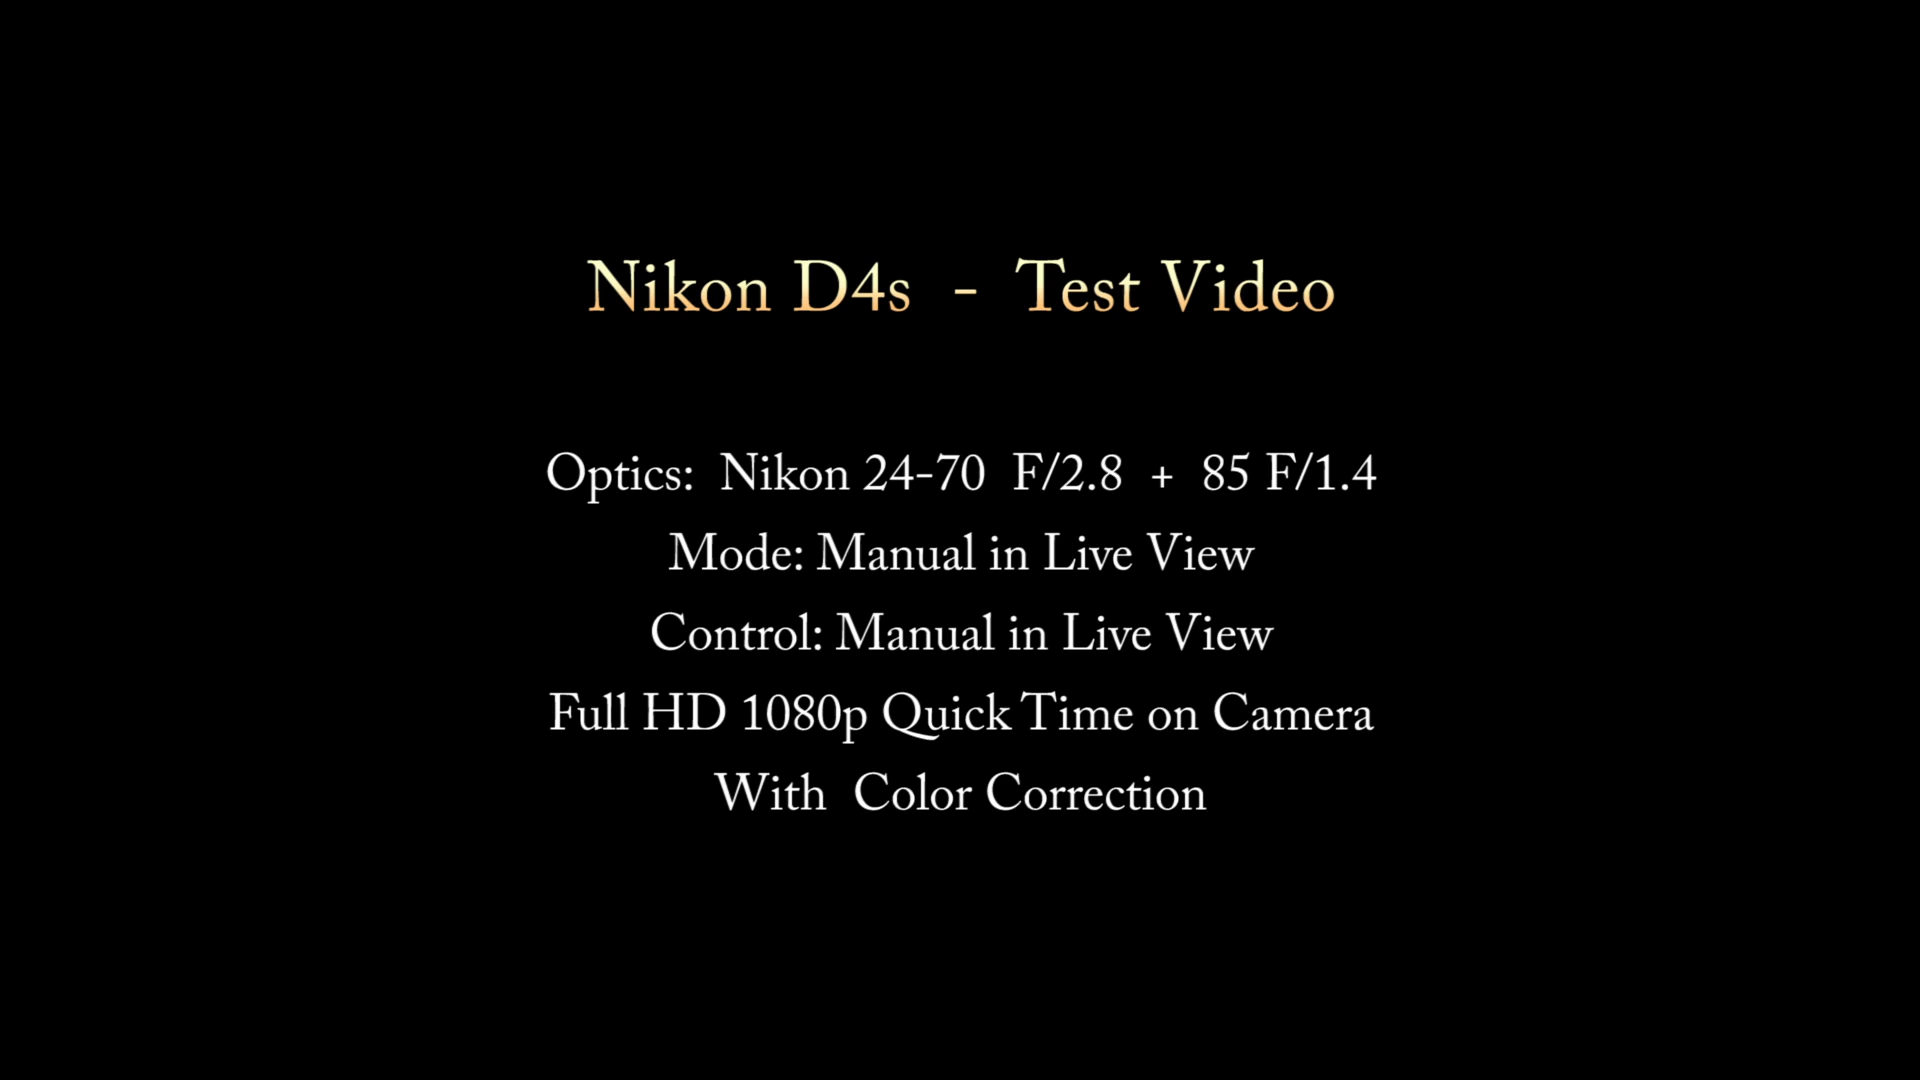 Nikon D4s - Test Video
Optics: Nikon 24-70 F/2.8 + 85 F/1.4
Mode: Manual in Live View
Control: Manual in Live View
Full HD 1080p Quick Time on Camera
With Color Correction